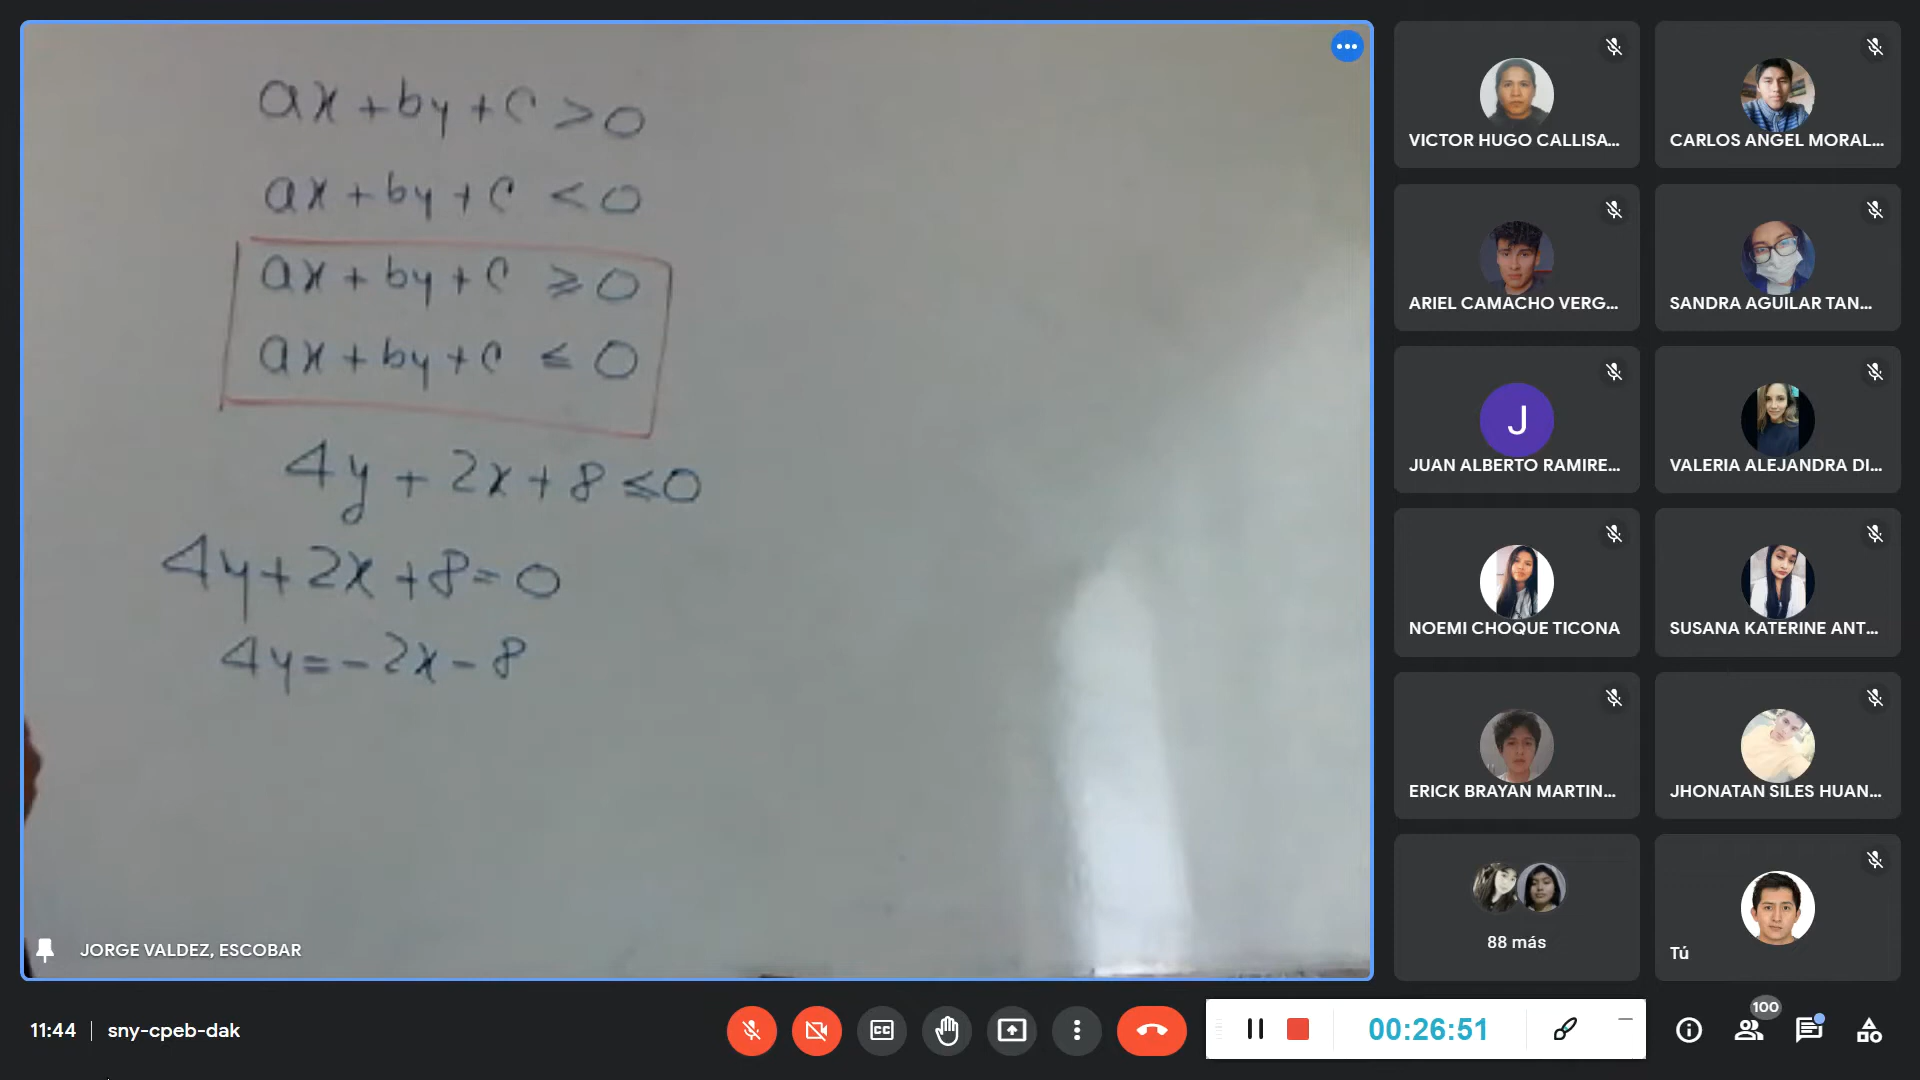 ax+by+c>0
ax+by+c <0
ax+by+c ≥0
ax+by+c ≤0
4y+2x+8≤0
4y+2x+8=0
4y=-2x-8
JORGE VALDEZ, ESCOBAR
VICTOR HUGO CALLISA...
CARLOS ANGEL MORAL...
ARIEL CAMACHO VERG...
SANDRA AGUILAR TAN...
J
JUAN ALBERTO RAMIRE...
VALERIA ALEJANDRA DI...
NOEMI CHOQUE TICONA
SUSANA KATERINE ANT...
ERICK BRAYAN MARTIN...
JHONATAN SILES HUAN...
88 más
Tú
11:44 | sny-cpeb-dak
CC
00:26:51
100